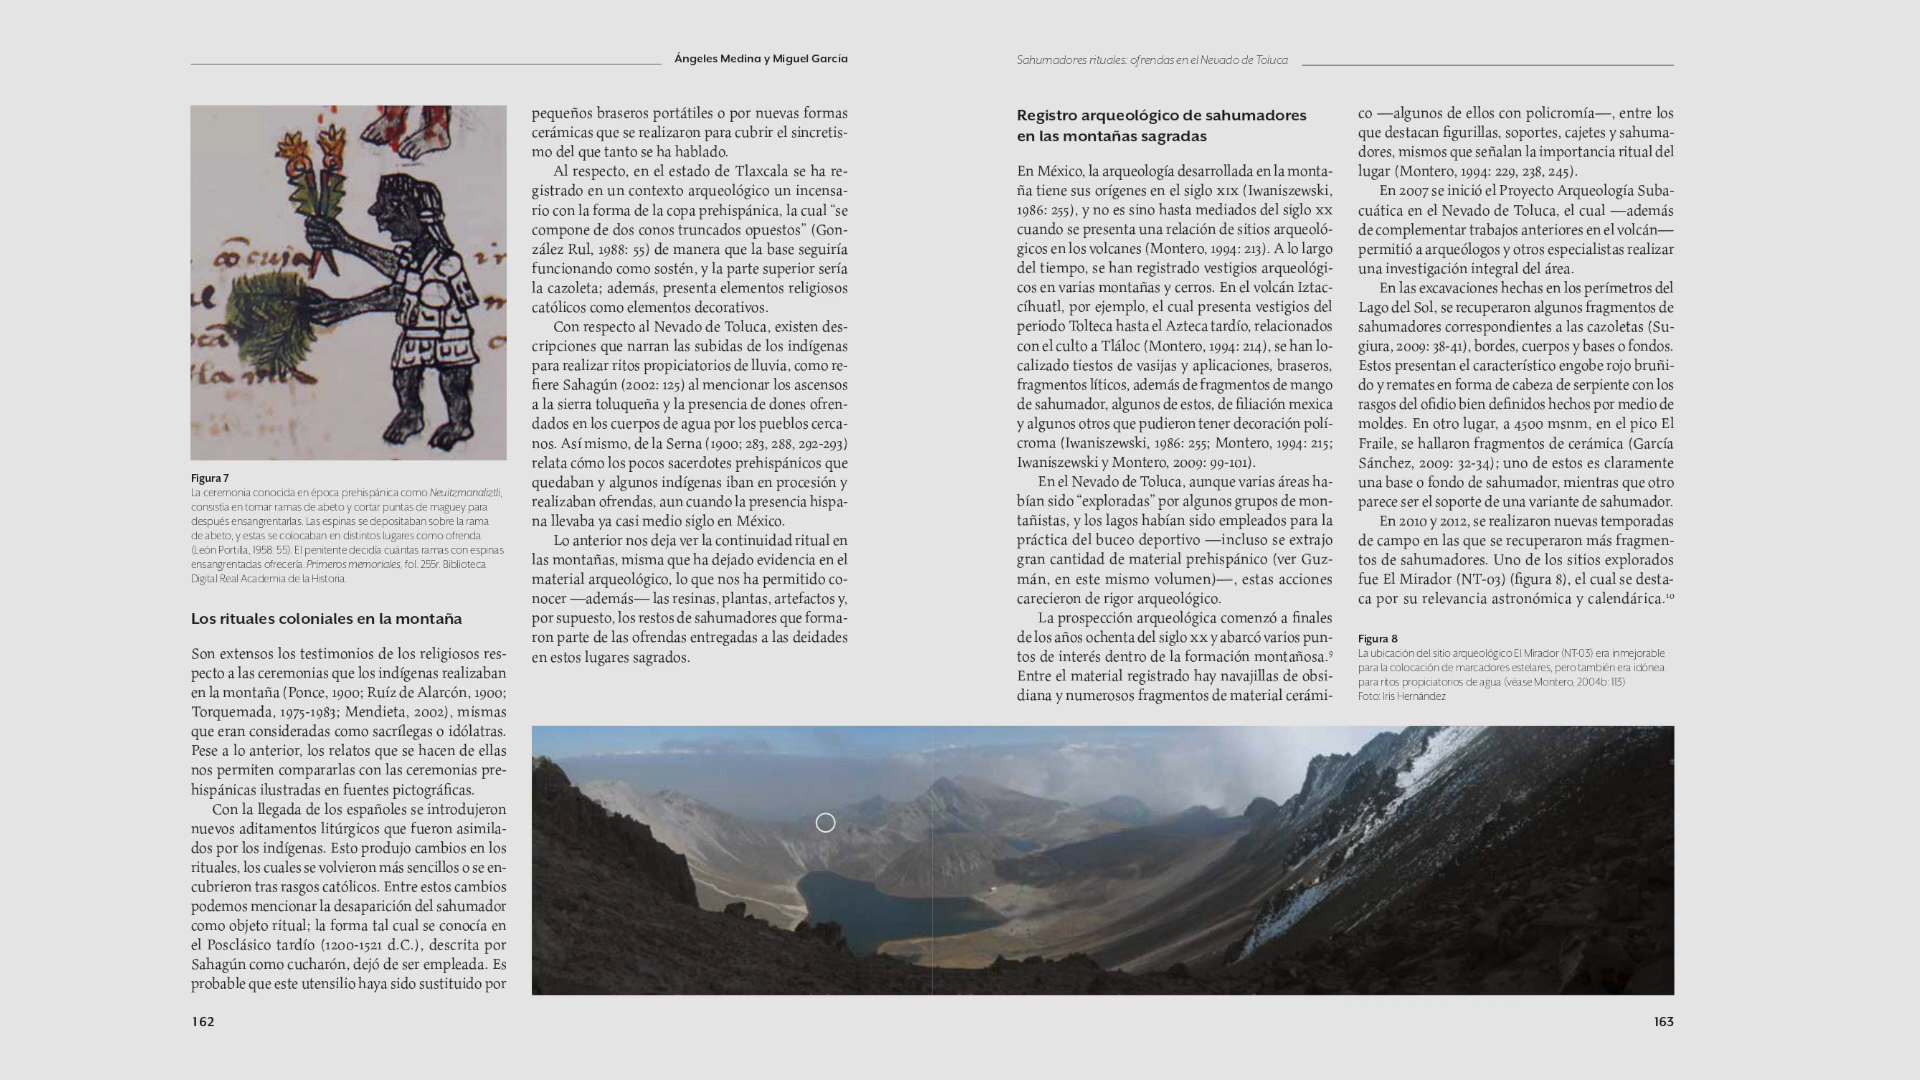 Ángeles Medina y Miguel García
Figura 7
La ceremonia conocida en época prehispánica como Neuitzmanaliztli,
consistía en tomar ramas de abeto y cortar puntas de maguey para
después ensangrentarlas. Las espinas se depositaban sobre la rama
de abeto, y estas se colocaban en distintos lugares como ofrenda
(León Portilla, 1958: 55). El penitente decidía cuántas ramas con espinas
ensangrentadas ofrecería. Primeros memoriales, fol. 255r. Biblioteca
Digital Real Academia de la Historia.
Los rituales coloniales en la montaña
Son extensos los testimonios de los religiosos res-
pecto a las ceremonias que los indígenas realizaban
en la montaña (Ponce, 1900; Ruíz de Alarcón, 1900;
Torquemada, 1975-1983; Mendieta, 2002), mismas
que eran consideradas como sacrílegas o idólatras.
Pese a lo anterior, los relatos que se hacen de ellas
nos permiten compararlas con las ceremonias pre-
hispánicas ilustradas en fuentes pictográficas.
Con la llegada de los españoles se introdujeron
nuevos aditamentos litúrgicos que fueron asimila-
dos por los indígenas. Esto produjo cambios en los
rituales, los cuales se volvieron más sencillos o se en-
cubrieron tras rasgos católicos. Entre estos cambios
podemos mencionar la desaparición del sahumador
como objeto ritual; la forma tal cual se conocía en
el Posclásico tardío (1200-1521 d.C.), descrita por
Sahagún como cucharón, dejó de ser empleada. Es
probable que este utensilio haya sido sustituido por
pequeños braseros portátiles o por nuevas formas
cerámicas que se realizaron para cubrir el sincretis-
mo del que tanto se ha hablado.
Al respecto, en el estado de Tlaxcala se ha re-
gistrado en un contexto arqueológico un incensa-
rio con la forma de la copa prehispánica, la cual “se
compone de dos conos truncados opuestos” (Gon-
zález Rul, 1988: 55) de manera que la base seguiría
funcionando como sostén, y la parte superior sería
la cazoleta; además, presenta elementos religiosos
católicos como elementos decorativos.
Con respecto al Nevado de Toluca, existen des-
cripciones que narran las subidas de los indígenas
para realizar ritos propiciatorios de lluvia, como re-
fiere Sahagún (2002: 125) al mencionar los ascensos
a la sierra toluqueña y la presencia de dones ofren-
dados en los cuerpos de agua por los pueblos cerca-
nos. Así mismo, de la Serna (1900; 283, 288, 292-293)
relata cómo los pocos sacerdotes prehispánicos que
quedaban y algunos indígenas iban en procesión y
realizaban ofrendas, aun cuando la presencia hispa-
na llevaba ya casi medio siglo en México.
Lo anterior nos deja ver la continuidad ritual en
las montañas, misma que ha dejado evidencia en el
material arqueológico, lo que nos ha permitido co-
nocer —además— las resinas, plantas, artefactos y,
por supuesto, los restos de sahumadores que forma-
ron parte de las ofrendas entregadas a las deidades
en estos lugares sagrados.
162
Sahumadores rituales: ofrendas en el Nevado de Toluca
Registro arqueológico de sahumadores
en las montañas sagradas
En México, la arqueología desarrollada en la monta-
ña tiene sus orígenes en el siglo XIX (Iwaniszewski,
1986: 255), y no es sino hasta mediados del siglo XX
cuando se presenta una relación de sitios arqueoló-
gicos en los volcanes (Montero, 1994: 213). A lo largo
del tiempo, se han registrado vestigios arqueológi-
cos en varias montañas y cerros. En el volcán Iztac-
cíhuatl, por ejemplo, el cual presenta vestigios del
periodo Tolteca hasta el Azteca tardío, relacionados
con el culto a Tláloc (Montero, 1994: 214), se han lo-
calizado tiestos de vasijas y aplicaciones, braseros,
fragmentos líticos, además de fragmentos de mango
de sahumador, algunos de estos, de filiación mexica
y algunos otros que pudieron tener decoración polí-
croma (Iwaniszewski, 1986: 255; Montero, 1994: 215;
Iwaniszewski y Montero, 2009: 99-101).
En el Nevado de Toluca, aunque varias áreas ha-
bían sido “exploradas” por algunos grupos de mon-
tañistas, y los lagos habían sido empleados para la
práctica del buceo deportivo —incluso se extrajo
gran cantidad de material prehispánico (ver Guz-
mán, en este mismo volumen)—, estas acciones
carecieron de rigor arqueológico.
La prospección arqueológica comenzó a finales
de los años ochenta del siglo XX y abarcó varios pun-
tos de interés dentro de la formación montañosa.⁹
Entre el material registrado hay navajillas de obsi-
diana y numerosos fragmentos de material cerámi-
co —algunos de ellos con policromía—, entre los
que destacan figurillas, soportes, cajetes y sahuma-
dores, mismos que señalan la importancia ritual del
lugar (Montero, 1994: 229, 238, 245).
En 2007 se inició el Proyecto Arqueología Suba-
cuática en el Nevado de Toluca, el cual —además
de complementar trabajos anteriores en el volcán—
permitió a arqueólogos y otros especialistas realizar
una investigación integral del área.
En las excavaciones hechas en los perímetros del
Lago del Sol, se recuperaron algunos fragmentos de
sahumadores correspondientes a las cazoletas (Su-
giura, 2009: 38-41), bordes, cuerpos y bases o fondos.
Estos presentan el característico engobe rojo bruñi-
do y remates en forma de cabeza de serpiente con los
rasgos del ofidio bien definidos hechos por medio de
moldes. En otro lugar, a 4500 msnm, en el pico El
Fraile, se hallaron fragmentos de cerámica (García
Sánchez, 2009: 32-34); uno de estos es claramente
una base o fondo de sahumador, mientras que otro
parece ser el soporte de una variante de sahumador.
En 2010 y 2012, se realizaron nuevas temporadas
de campo en las que se recuperaron más fragmen-
tos de sahumadores. Uno de los sitios explorados
fue El Mirador (NT-03) (figura 8), el cual se desta-
ca por su relevancia astronómica y calendárica.¹⁰
Figura 8
La ubicación del sitio arqueológico El Mirador (NT-03) era inmejorable
para la colocación de marcadores estelares, pero también era idónea
para ritos propiciatorios de agua (véase Montero, 2004b: 113)
Foto: Iris Hernández
163